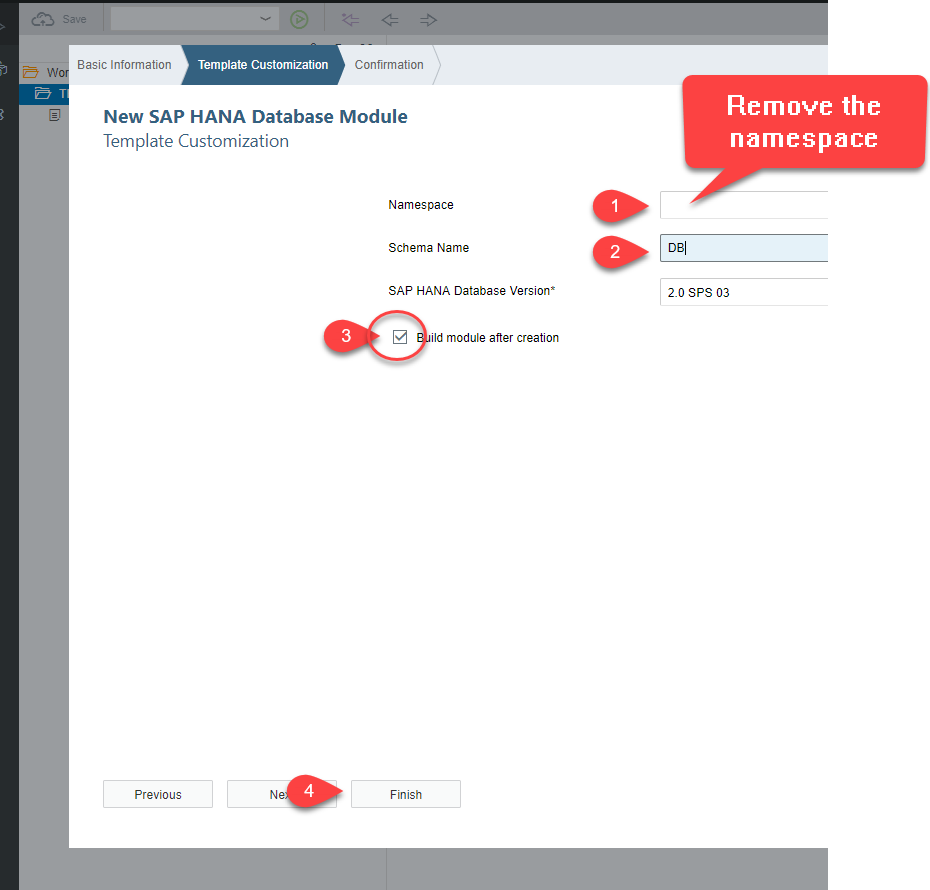 Save
Basic Information
Template Customization
Confirmation
Wor
New SAP HANA Database Module
Template Customization
Remove the
namespace
Namespace
1
Schema Name
2
DB
SAP HANA Database Version*
2.0 SPS 03
3
Build module after creation
Previous
Nex
4
Finish